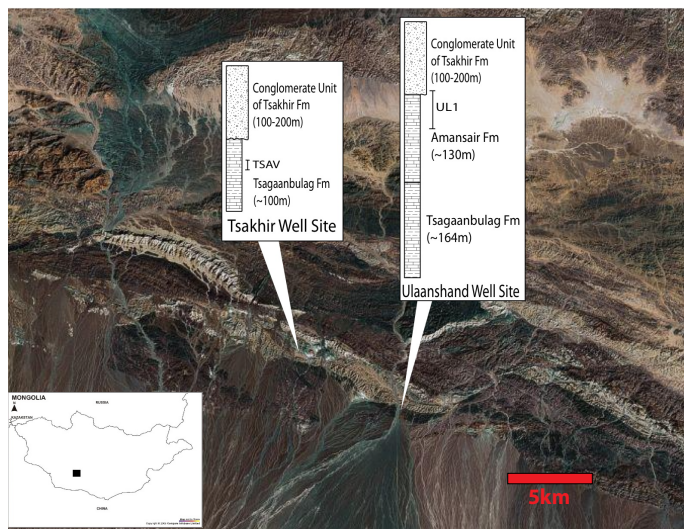 Conglomerate Unit
of Tsakhir Fm
(100-200m)
TSAV
Tsagaanbulag Fm
(~100m)
Tsakhir Well Site
Conglomerate Unit
of Tsakhir Fm
(100-200m)
UL1
Amansair Fm
(~130m)
Tsagaanbulag Fm
(~164m)
Ulaanshand Well Site
MONGOLIA
N
RUSSIA
KAZAKSTAN
CHINA
5km